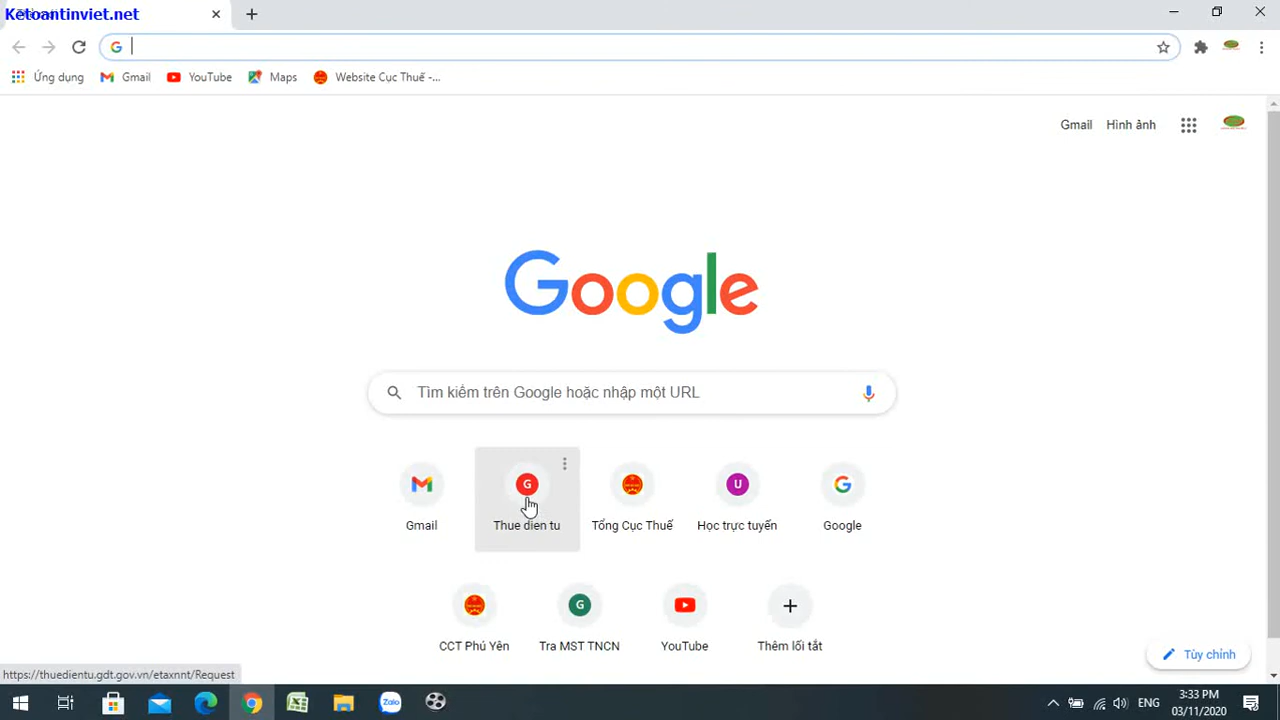 Ketoantinviet.net
Ứng dụng
Gmail
YouTube
Maps
Website Cục Thuế -...
Gmail
Hình ảnh
Google
Tìm kiếm trên Google hoặc nhập một URL
G
U
Gmail
Thue dien tu
Tổng Cục Thuế
Học trực tuyến
Google
G
CCT Phú Yên
Tra MST TNCN
YouTube
Thêm lối tắt
Tùy chỉnh
https://thuedientu.gdt.gov.vn/etaxnnt/Request
Zalo
ENG
3:33 PM
03/11/2020